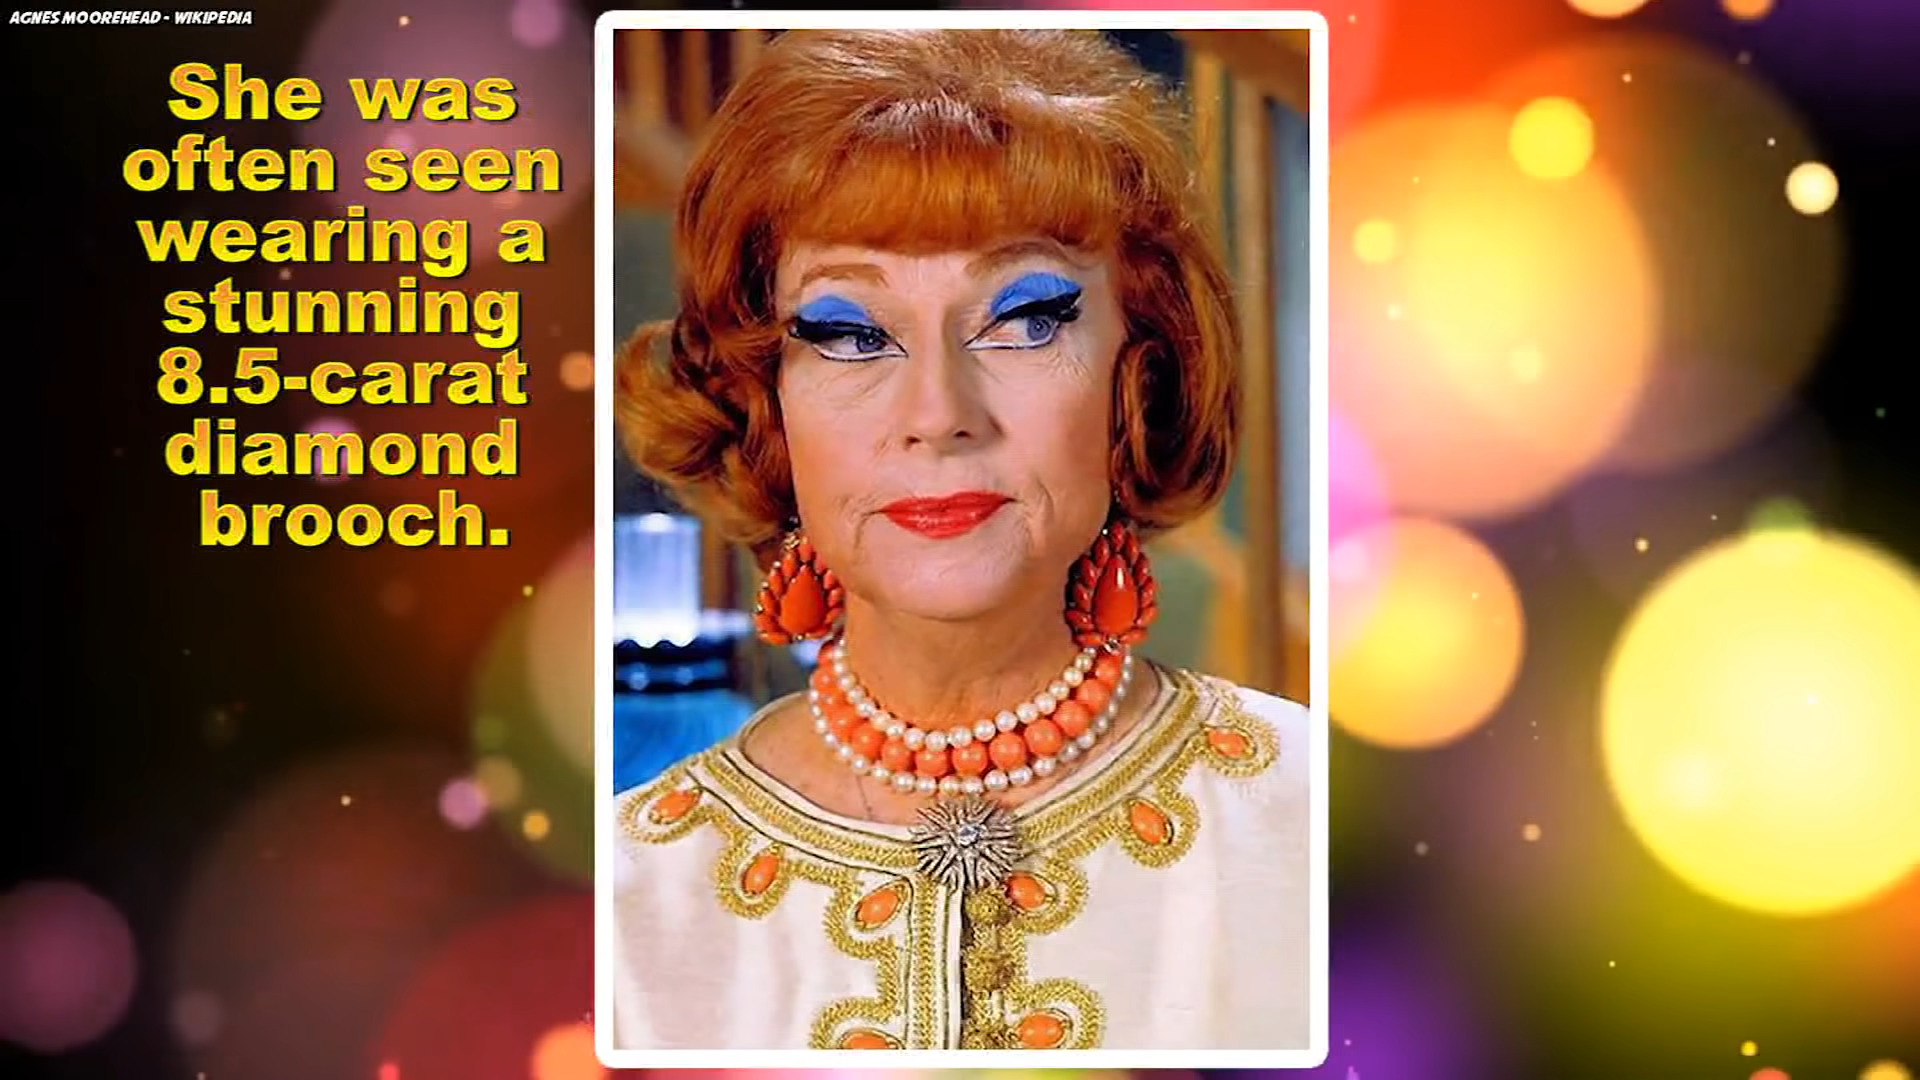 AGNES MOOREHEAD - WIKIPEDIA
She was
often seen
wearing a
stunning
8.5-carat
diamond
brooch.